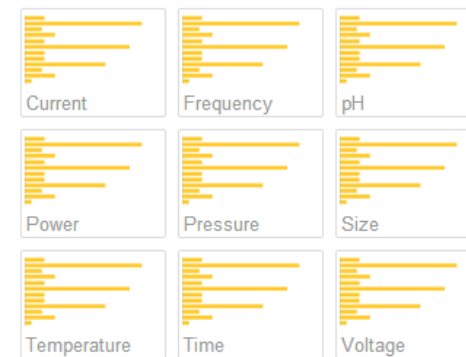 Current
Frequency
pH
Power
Pressure
Size
Temperature
Time
Voltage